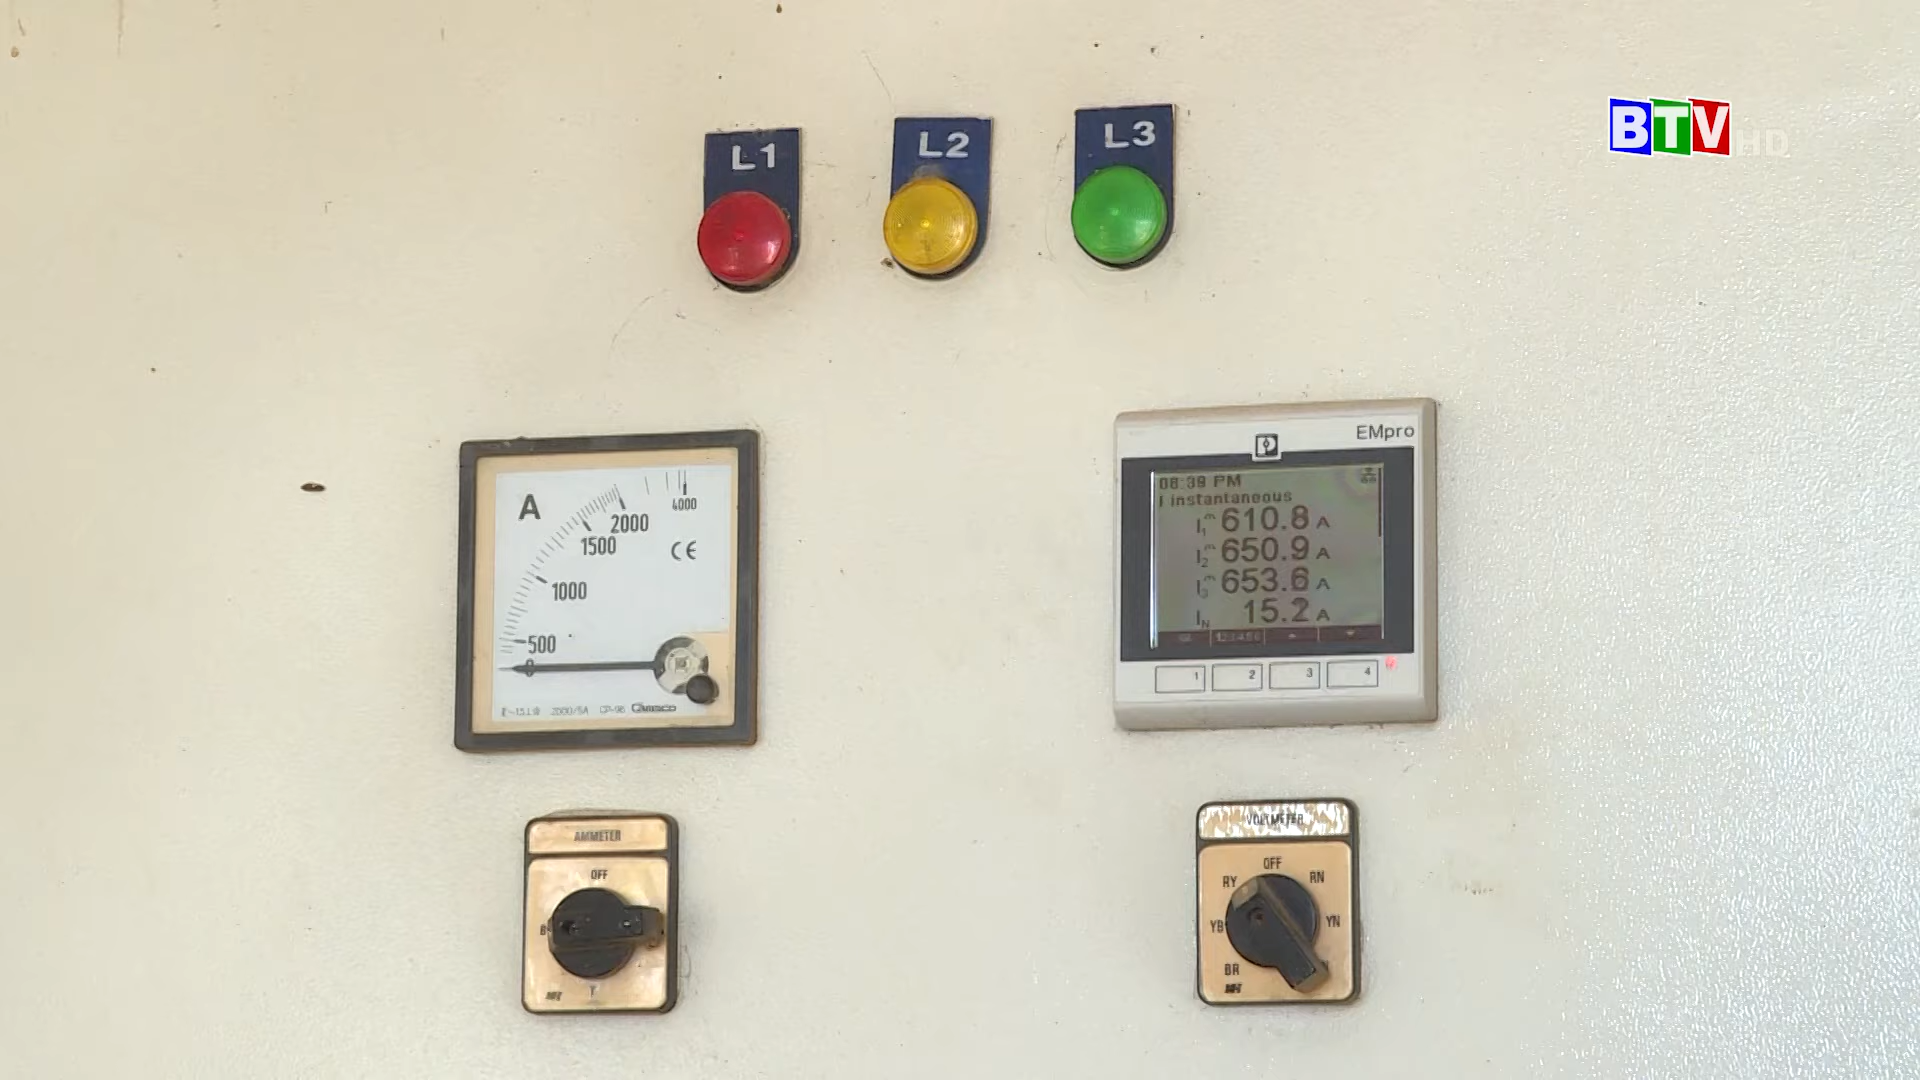 BTV HD
L1
L2
L3
A
4000
2000
1500
1000
500
0
CE
EMpro
06:39 PM
I instantaneous
I1 610.8 A
I2 650.9 A
I3 653.6 A
IN 15.2 A
1 2 3 4
AMMETER
OFF
B
VOLTMETER
OFF
RY RN
YB YN
BR